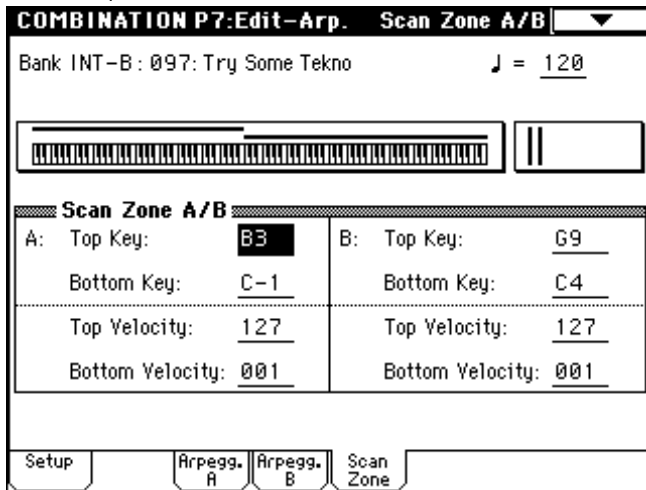 COMBINATION P7:Edit-Arp. Scan Zone A/B
Bank INT-B: 097: Try Some Tekno ♩ = 120
Scan Zone A/B
A: Top Key: B3 B: Top Key: G9
Bottom Key: C-1 Bottom Key: C4
Top Velocity: 127 Top Velocity: 127
Bottom Velocity: 001 Bottom Velocity: 001
Setup Arpegg. A Arpegg. B Scan Zone